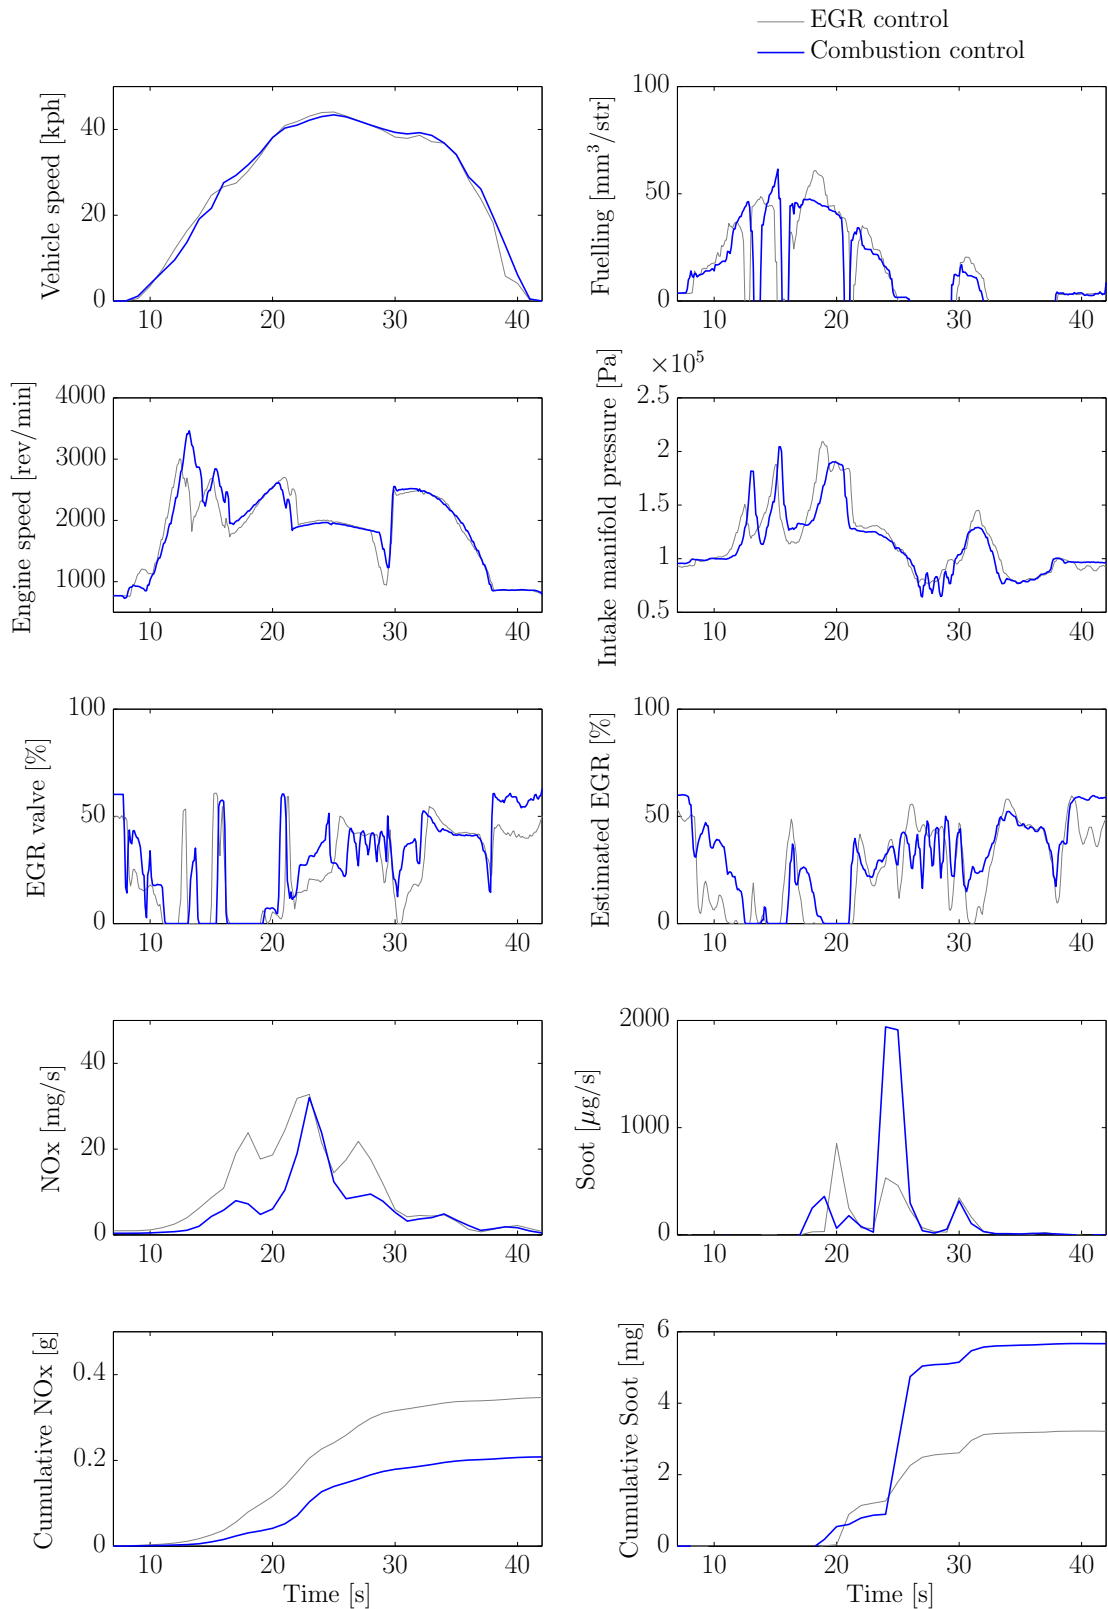 EGR control
Combustion control
Vehicle speed [kph]
40
20
0
10 20 30 40
Fuelling [mm³/str]
100
50
0
10 20 30 40
Engine speed [rev/min]
4000
3000
2000
1000
10 20 30 40
Intake manifold pressure [Pa]
×10⁵
2.5
2
1.5
1
0.5
10 20 30 40
EGR valve [%]
100
50
0
10 20 30 40
Estimated EGR [%]
100
50
0
10 20 30 40
NOx [mg/s]
40
20
0
10 20 30 40
Soot [µg/s]
2000
1000
0
10 20 30 40
Cumulative NOx [g]
0.4
0.2
0
10 20 30 40
Time [s]
Cumulative Soot [mg]
6
4
2
0
10 20 30 40
Time [s]